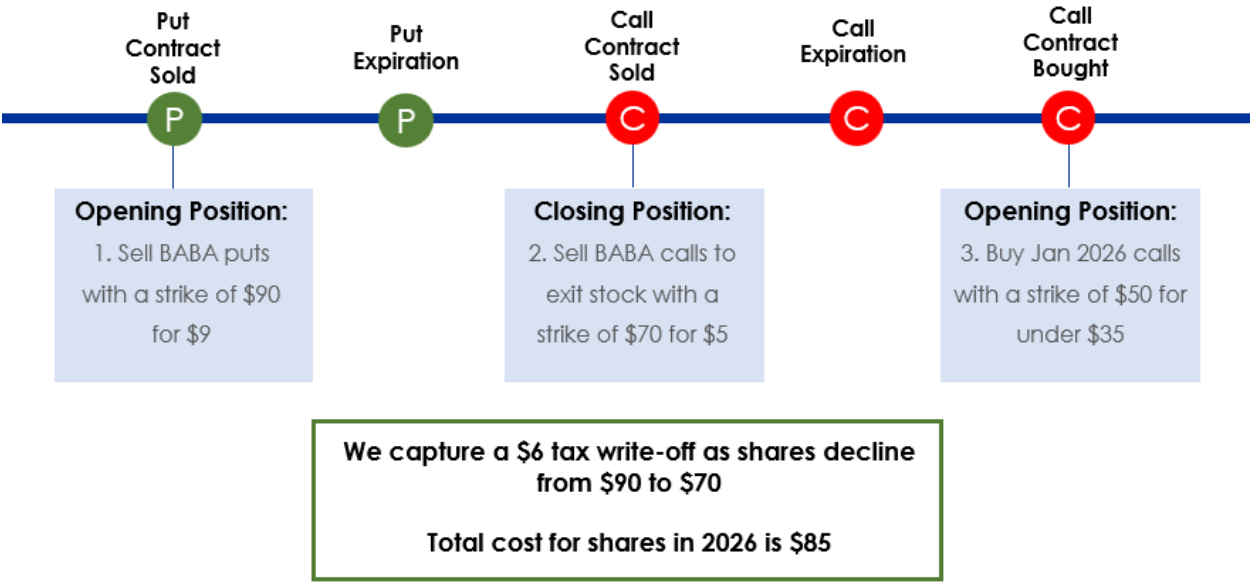 Put
Contract
Sold
Put
Expiration
Call
Contract
Sold
Call
Expiration
Call
Contract
Bought
P
P
C
C
C
Opening Position:
1. Sell BABA puts
with a strike of $90
for $9
Closing Position:
2. Sell BABA calls to
exit stock with a
strike of $70 for $5
Opening Position:
3. Buy Jan 2026 calls
with a strike of $50 for
under $35
We capture a $6 tax write-off as shares decline
from $90 to $70
Total cost for shares in 2026 is $85